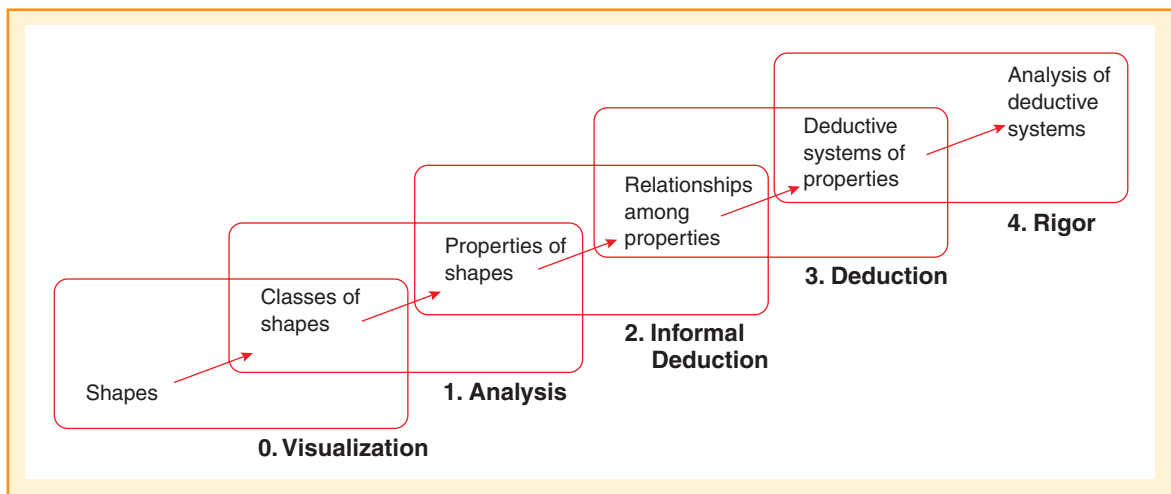 Shapes
Classes of
shapes
0. Visualization
Properties of
shapes
1. Analysis
Relationships
among
properties
2. Informal
Deduction
Deductive
systems of
properties
3. Deduction
Analysis of
deductive
systems
4. Rigor